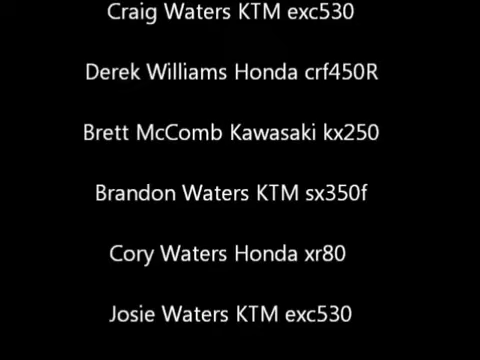 Craig Waters KTM exc530
Derek Williams Honda crf450R
Brett McComb Kawasaki kx250
Brandon Waters KTM sx350f
Cory Waters Honda xr80
Josie Waters KTM exc530